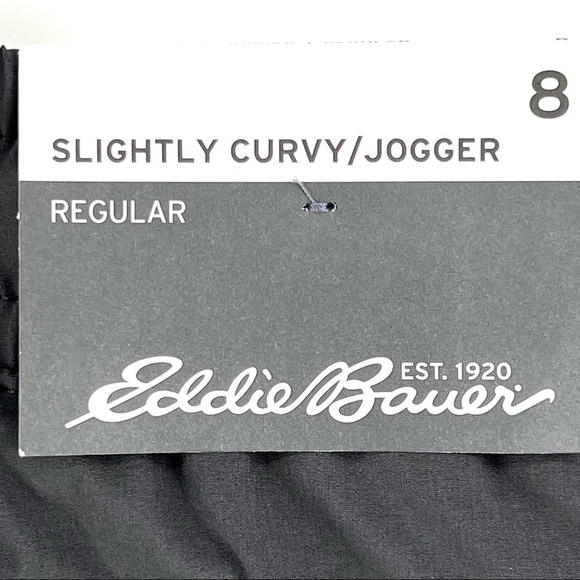 8
SLIGHTLY CURVY/JOGGER
REGULAR
EST. 1920
Eddie Bauer